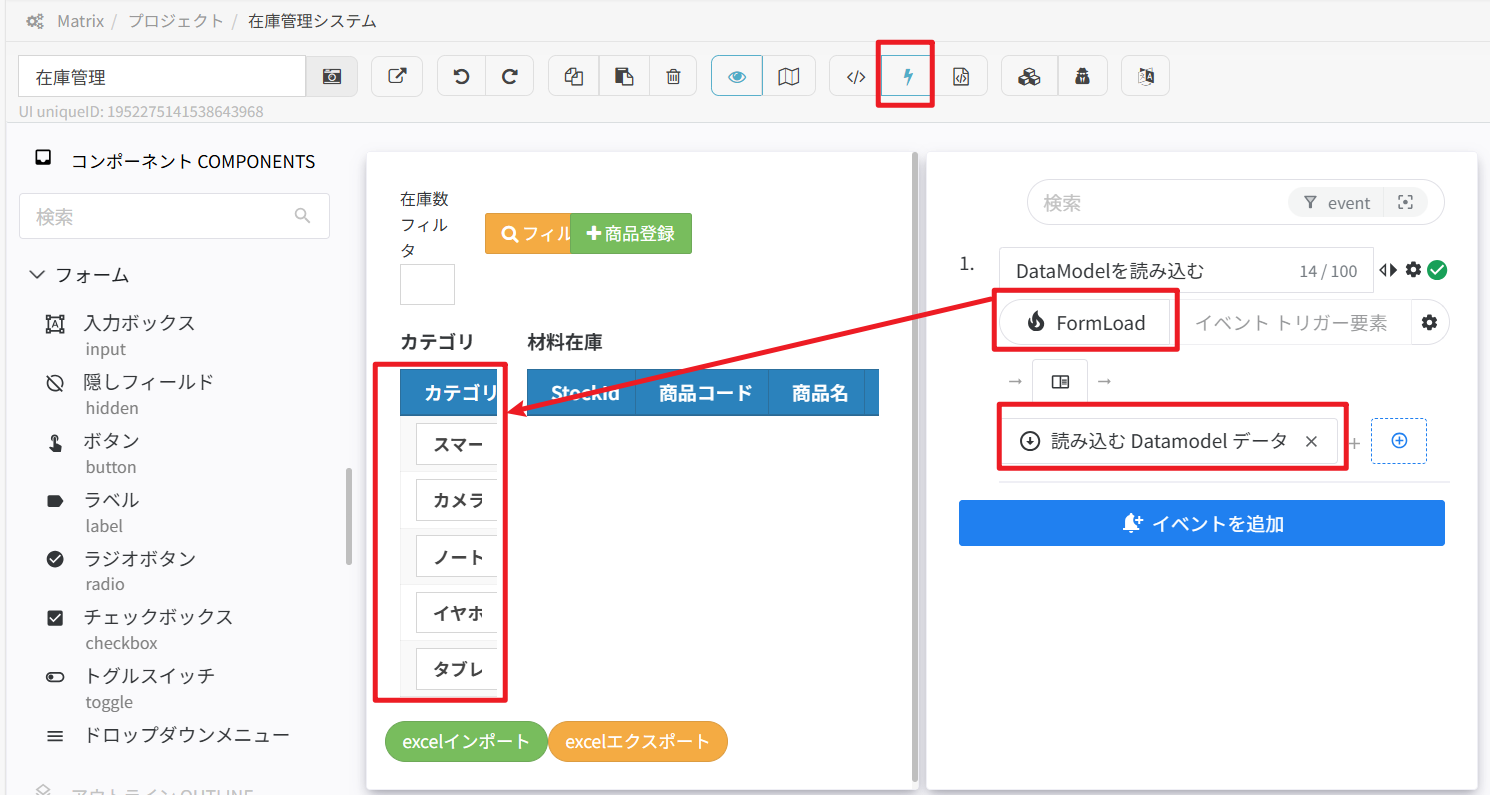 Matrix / プロジェクト / 在庫管理システム
在庫管理
UI uniqueID: 1952275141538643968
コンポーネント COMPONENTS
検索
フォーム
入力ボックス
input
隠しフィールド
hidden
ボタン
button
ラベル
label
ラジオボタン
radio
チェックボックス
checkbox
トグルスイッチ
toggle
ドロップダウンメニュー
アウトライン OUTLINE
在庫数
フィル
タ
フィル
商品登録
カテゴリ
材料在庫
カテゴリ
StockId 商品コード 商品名
スマー
カメラ
ノート
イヤホ
タブレ
excelインポート
excelエクスポート
検索
event
1.
DataModelを読み込む 14 / 100
FormLoad
イベント トリガー要素
読み込む Datamodel データ ×
イベントを追加